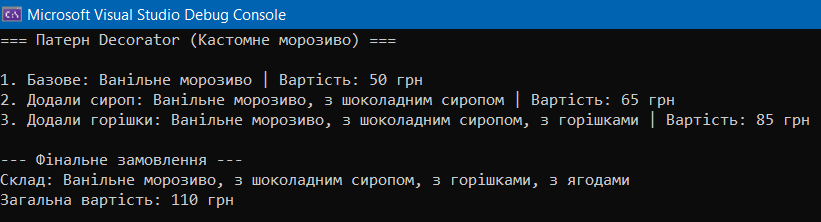 Microsoft Visual Studio Debug Console
=== Патерн Decorator (Кастомне морозиво) ===
1. Базове: Ванільне морозиво | Вартість: 50 грн
2. Додали сироп: Ванільне морозиво, з шоколадним сиропом | Вартість: 65 грн
3. Додали горішки: Ванільне морозиво, з шоколадним сиропом, з горішками | Вартість: 85 грн
--- Фінальне замовлення ---
Склад: Ванільне морозиво, з шоколадним сиропом, з горішками, з ягодами
Загальна вартість: 110 грн